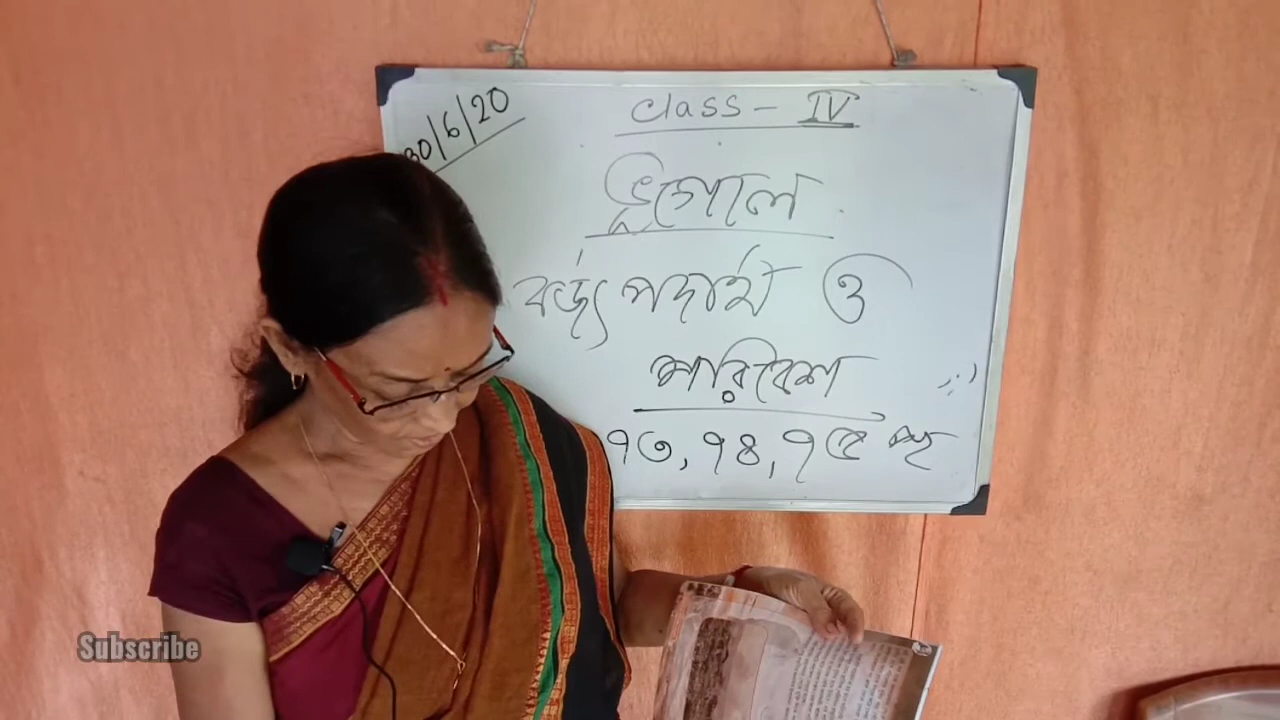 30/6/20
Class - IV
ভূগোল
বর্জ্য পদার্থ ও
পরিবেশ
৭৩, ৭৪, ৭৫ পৃঃ
Subscribe